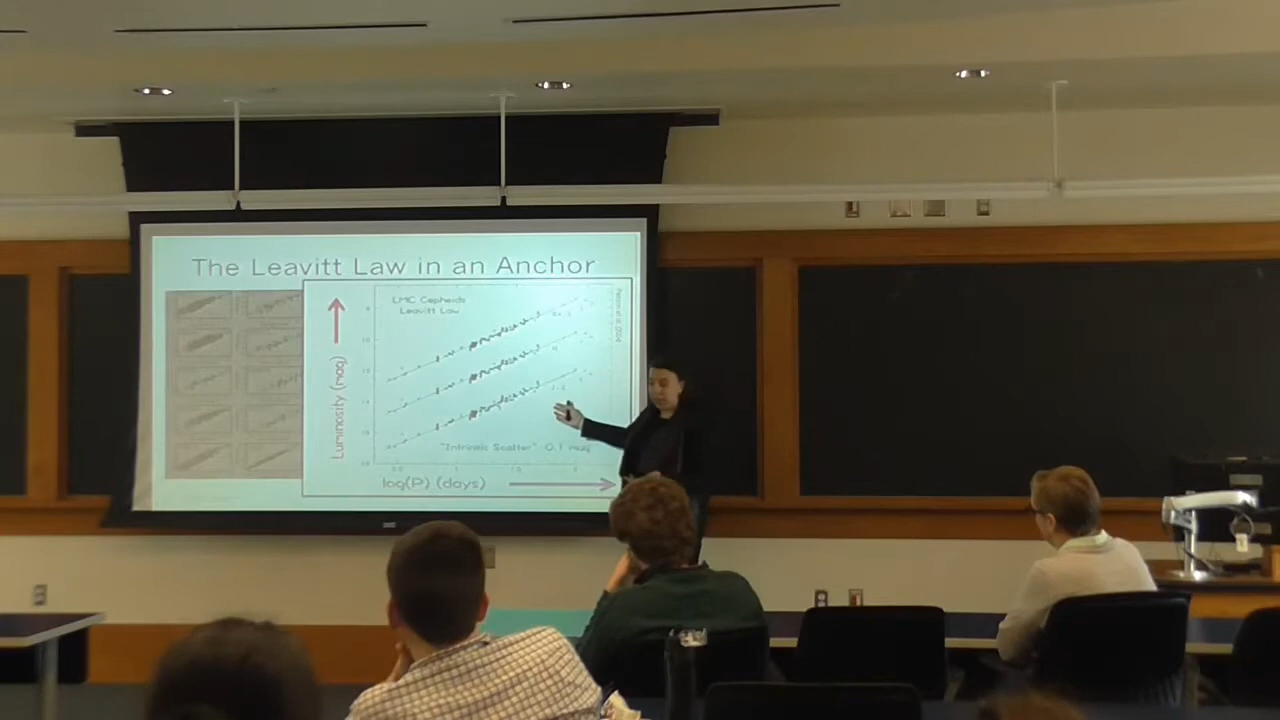 The Leavitt Law in an Anchor
LMC Cepheids
Leavitt Law
Luminosity (mag)
"Intrinsic Scatter" 0.1 mag
log(P) (days)